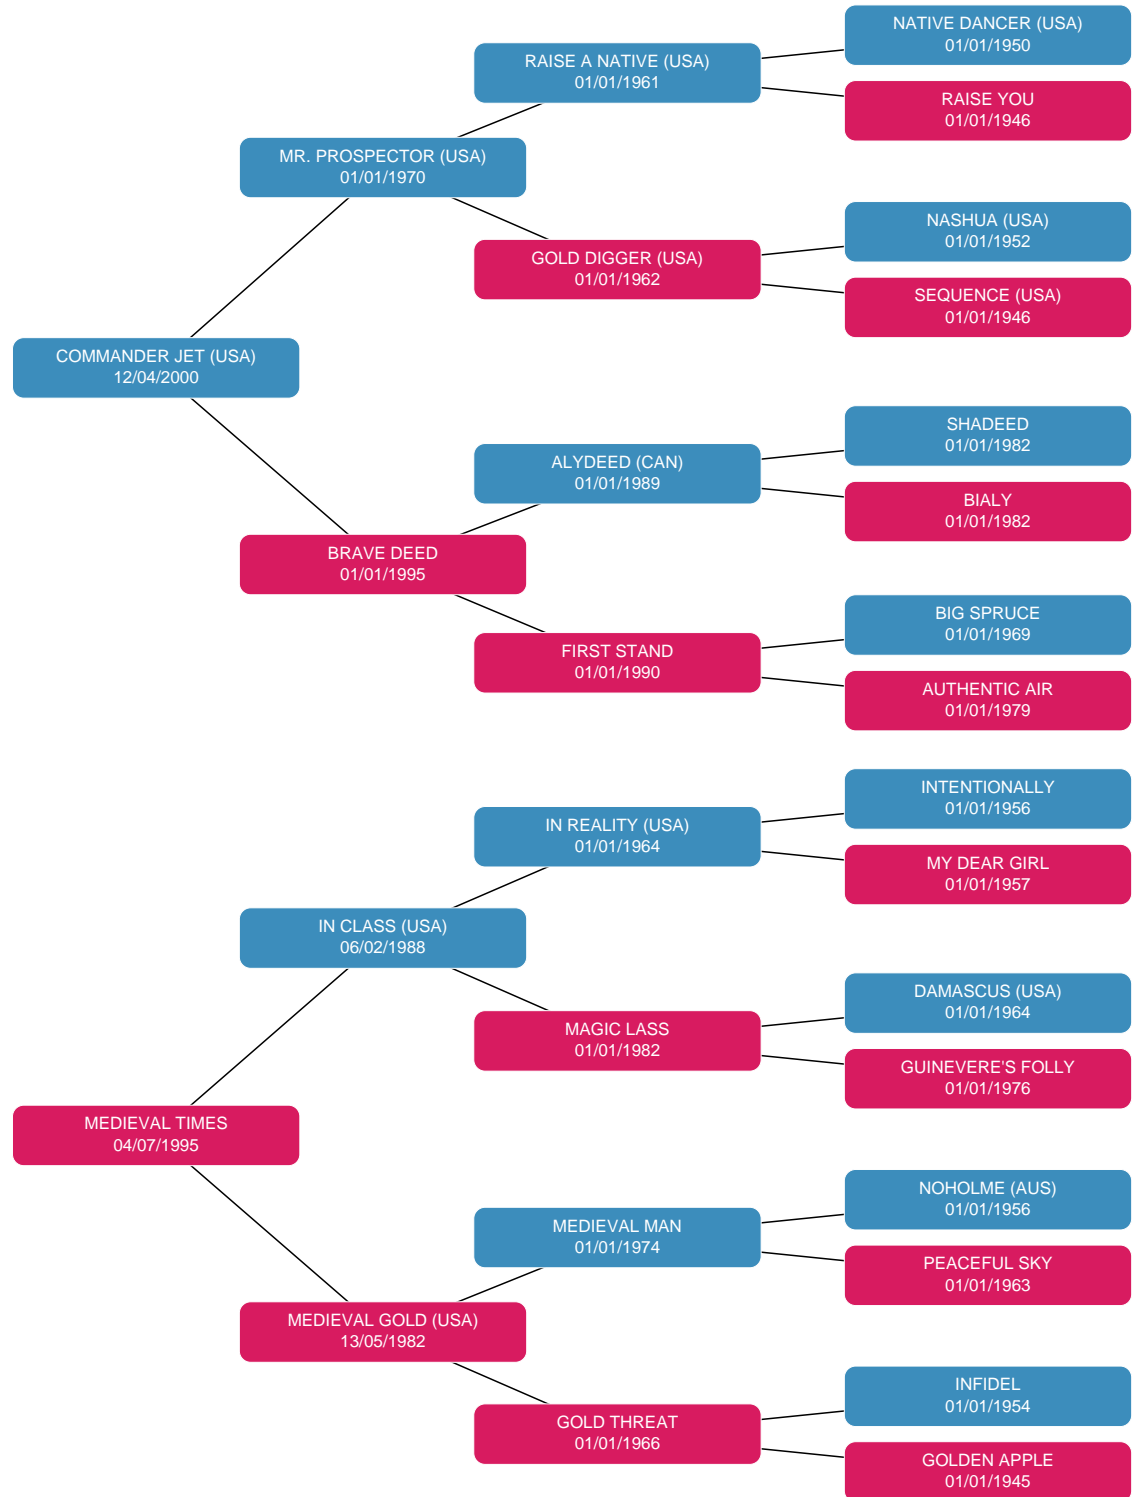 NATIVE DANCER (USA)
01/01/1950
RAISE A NATIVE (USA)
01/01/1961
RAISE YOU
01/01/1946
MR. PROSPECTOR (USA)
01/01/1970
NASHUA (USA)
01/01/1952
GOLD DIGGER (USA)
01/01/1962
SEQUENCE (USA)
01/01/1946
COMMANDER JET (USA)
12/04/2000
SHADEED
01/01/1982
ALYDEED (CAN)
01/01/1989
BIALY
01/01/1982
BRAVE DEED
01/01/1995
BIG SPRUCE
01/01/1969
FIRST STAND
01/01/1990
AUTHENTIC AIR
01/01/1979
INTENTIONALLY
01/01/1956
IN REALITY (USA)
01/01/1964
MY DEAR GIRL
01/01/1957
IN CLASS (USA)
06/02/1988
DAMASCUS (USA)
01/01/1964
MAGIC LASS
01/01/1982
GUINEVERE'S FOLLY
01/01/1976
MEDIEVAL TIMES
04/07/1995
NOHOLME (AUS)
01/01/1956
MEDIEVAL MAN
01/01/1974
PEACEFUL SKY
01/01/1963
MEDIEVAL GOLD (USA)
13/05/1982
INFIDEL
01/01/1954
GOLD THREAT
01/01/1966
GOLDEN APPLE
01/01/1945